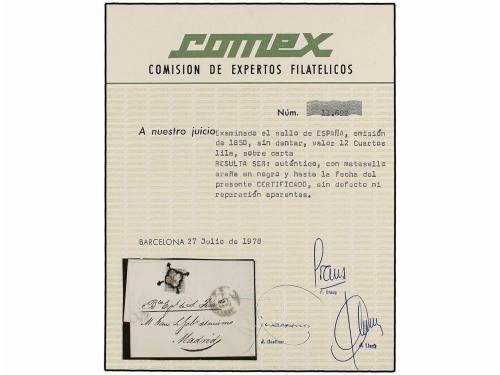 comex
COMISION DE EXPERTOS FILATELICOS
Núm. 11.602
A nuestro juicio Examinado el sello de ESPAÑA, emisión
de 1850, sin dentar, valor 12 Cuartos
lila, sobre carta
RESULTA SER: auténtico, con matasello
araña en negro y hasta la fecha del
presente CERTIFICADO, sin defecto ni
reparación aparentes.
BARCELONA 27 Julio de 1978
Madrid